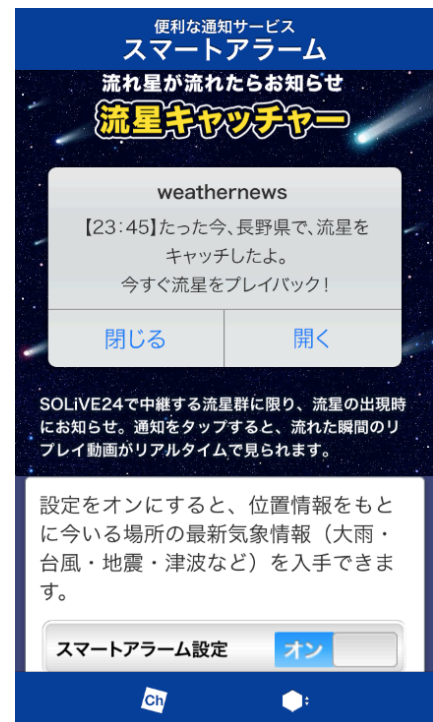 便利な通知サービス
スマートアラーム
流れ星が流れたらお知らせ
流星キャッチャー
weathernews
【23:45】たった今、長野県で、流星を
キャッチしたよ。
今すぐ流星をプレイバック!
閉じる
開く
SOLiVE24で中継する流星群に限り、流星の出現時
にお知らせ。通知をタップすると、流れた瞬間のリ
プレイ動画がリアルタイムで見られます。
設定をオンにすると、位置情報をもと
に今いる場所の最新気象情報（大雨・
台風・地震・津波など）を入手できま
す。
スマートアラーム設定
オン
Ch